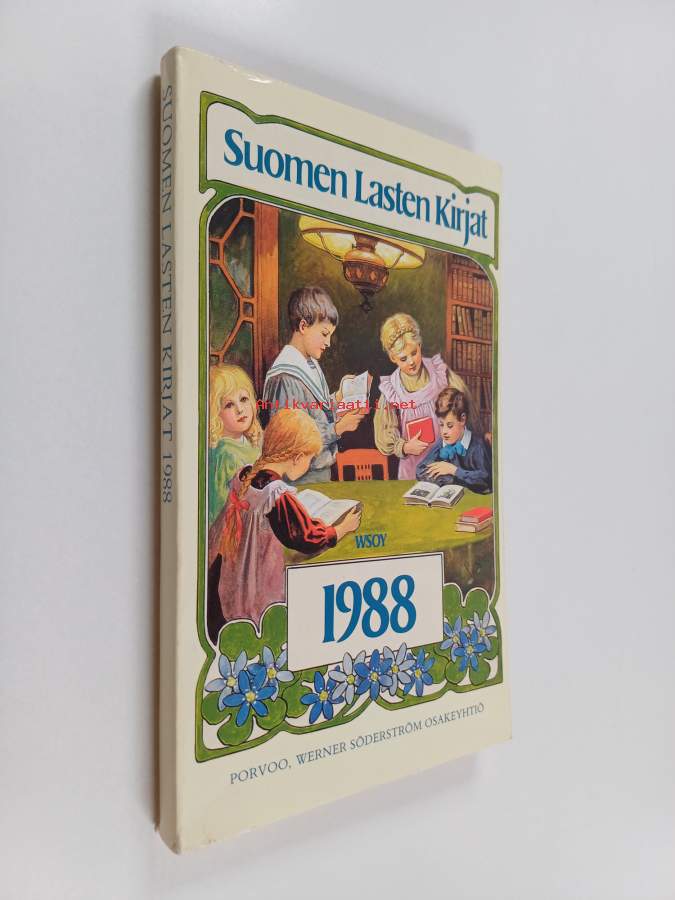 SUOMEN LASTEN KIRJAT 1988
Suomen Lasten Kirjat
Antikvariaatti.net
WSOY
1988
PORVOO, WERNER SÖDERSTRÖM OSAKEYHTIÖ